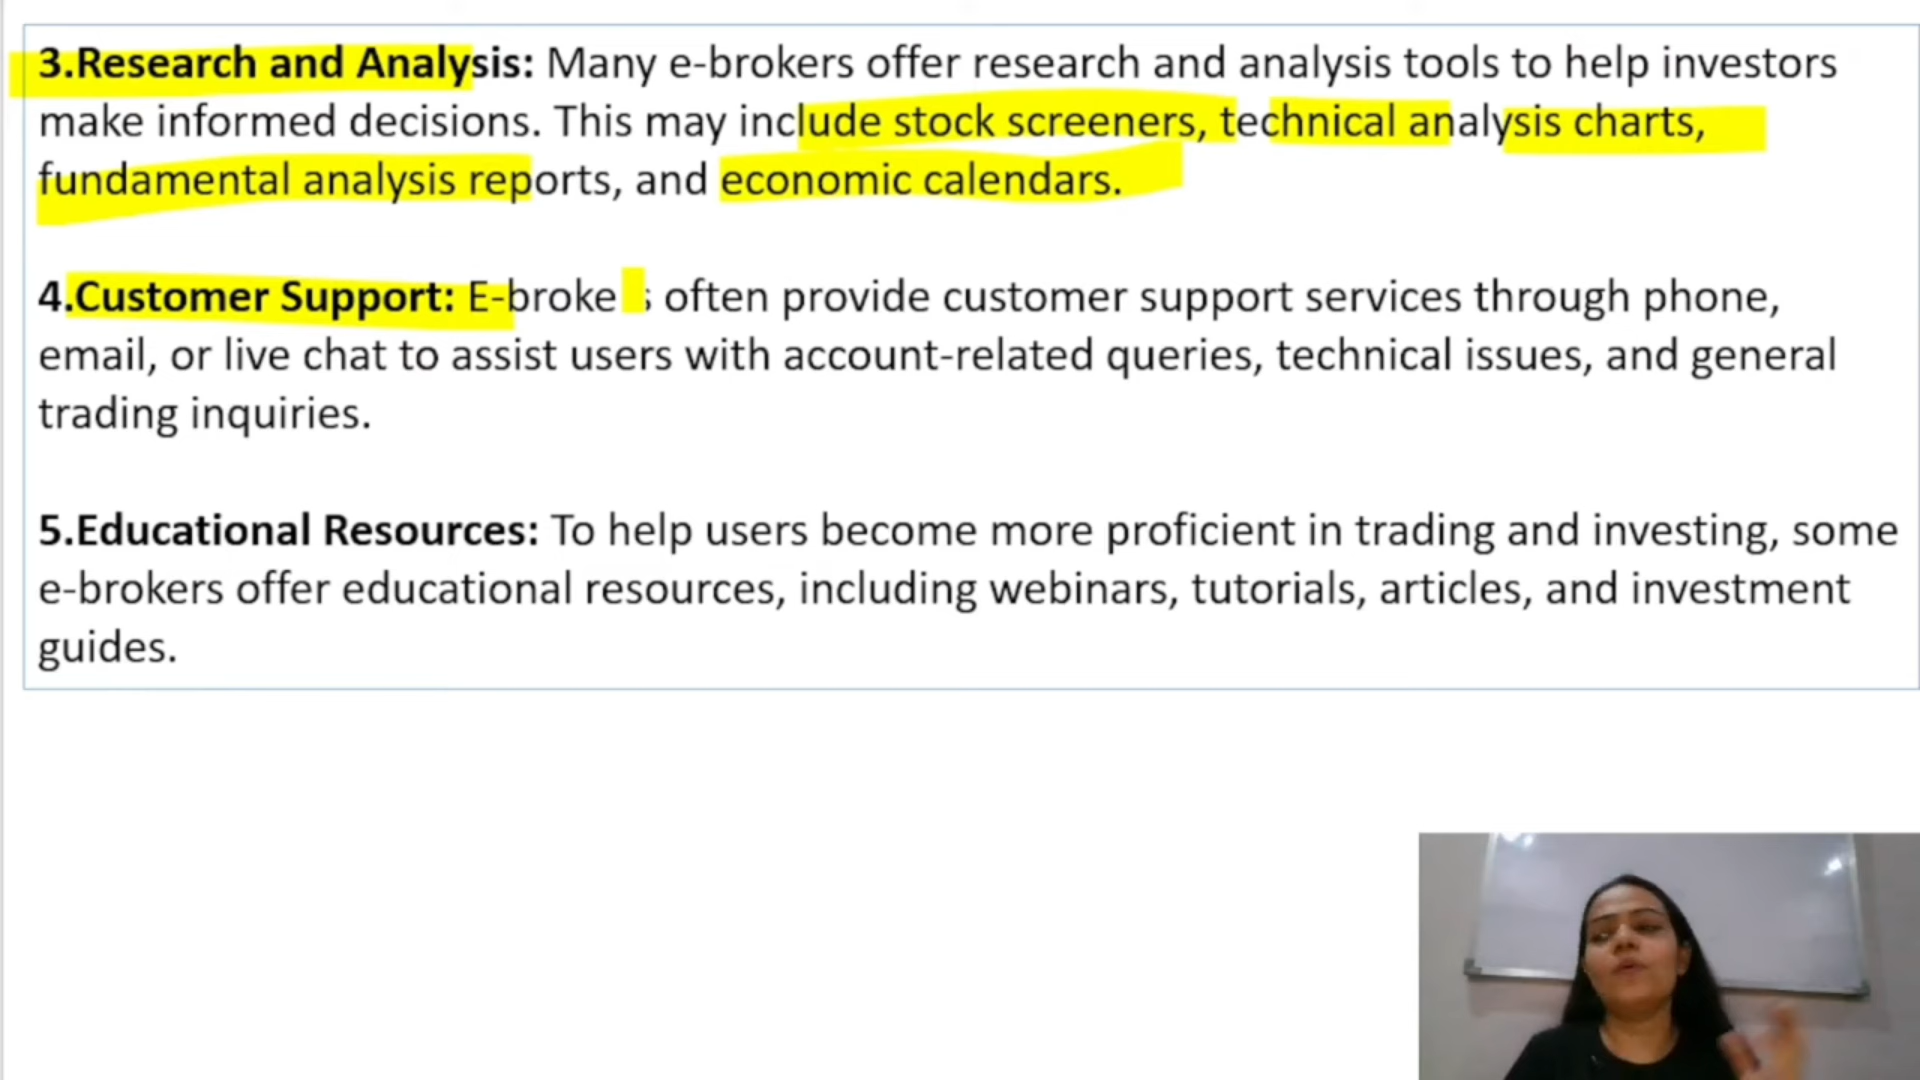 3.Research and Analysis: Many e-brokers offer research and analysis tools to help investors
make informed decisions. This may include stock screeners, technical analysis charts,
fundamental analysis reports, and economic calendars.
4.Customer Support: E-broke s often provide customer support services through phone,
email, or live chat to assist users with account-related queries, technical issues, and general
trading inquiries.
5.Educational Resources: To help users become more proficient in trading and investing, some
e-brokers offer educational resources, including webinars, tutorials, articles, and investment
guides.